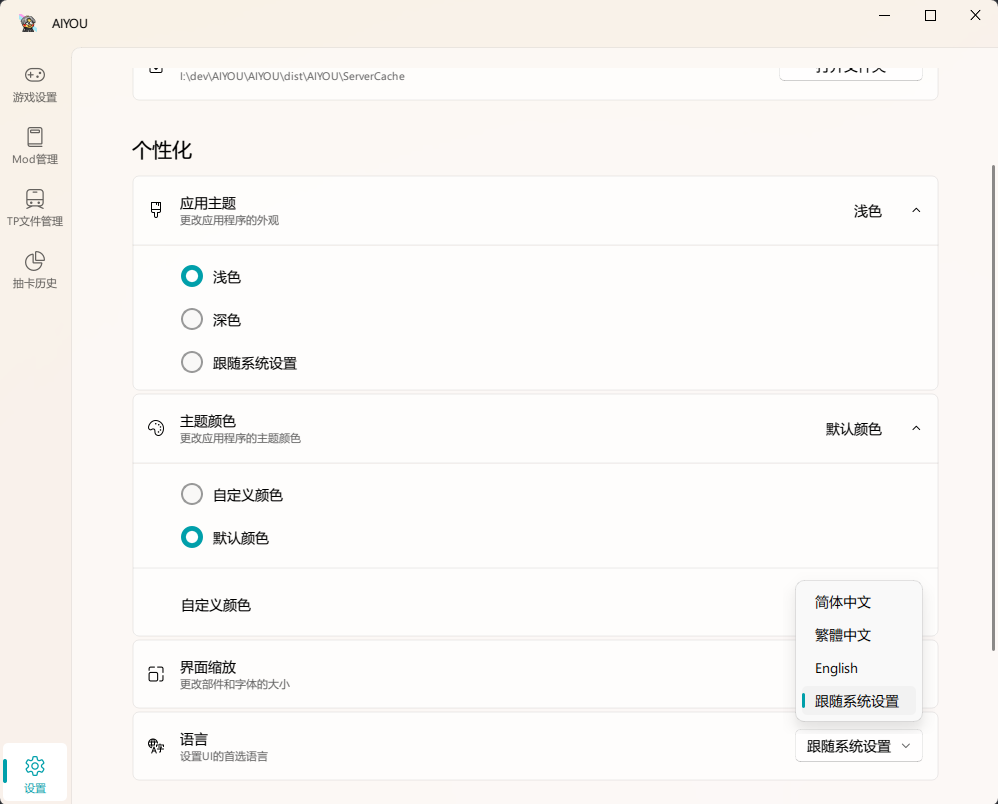 AIYOU
游戏设置
Mod管理
TP文件管理
抽卡历史
设置
I:\dev\AIYOU\AIYOU\dist\AIYOU\ServerCache
打开文件夹
个性化
应用主题
更改应用程序的外观
浅色
浅色
深色
跟随系统设置
主题颜色
更改应用程序的主题颜色
默认颜色
自定义颜色
默认颜色
自定义颜色
界面缩放
更改部件和字体的大小
简体中文
繁體中文
English
跟随系统设置
语言
设置UI的首选语言
跟随系统设置